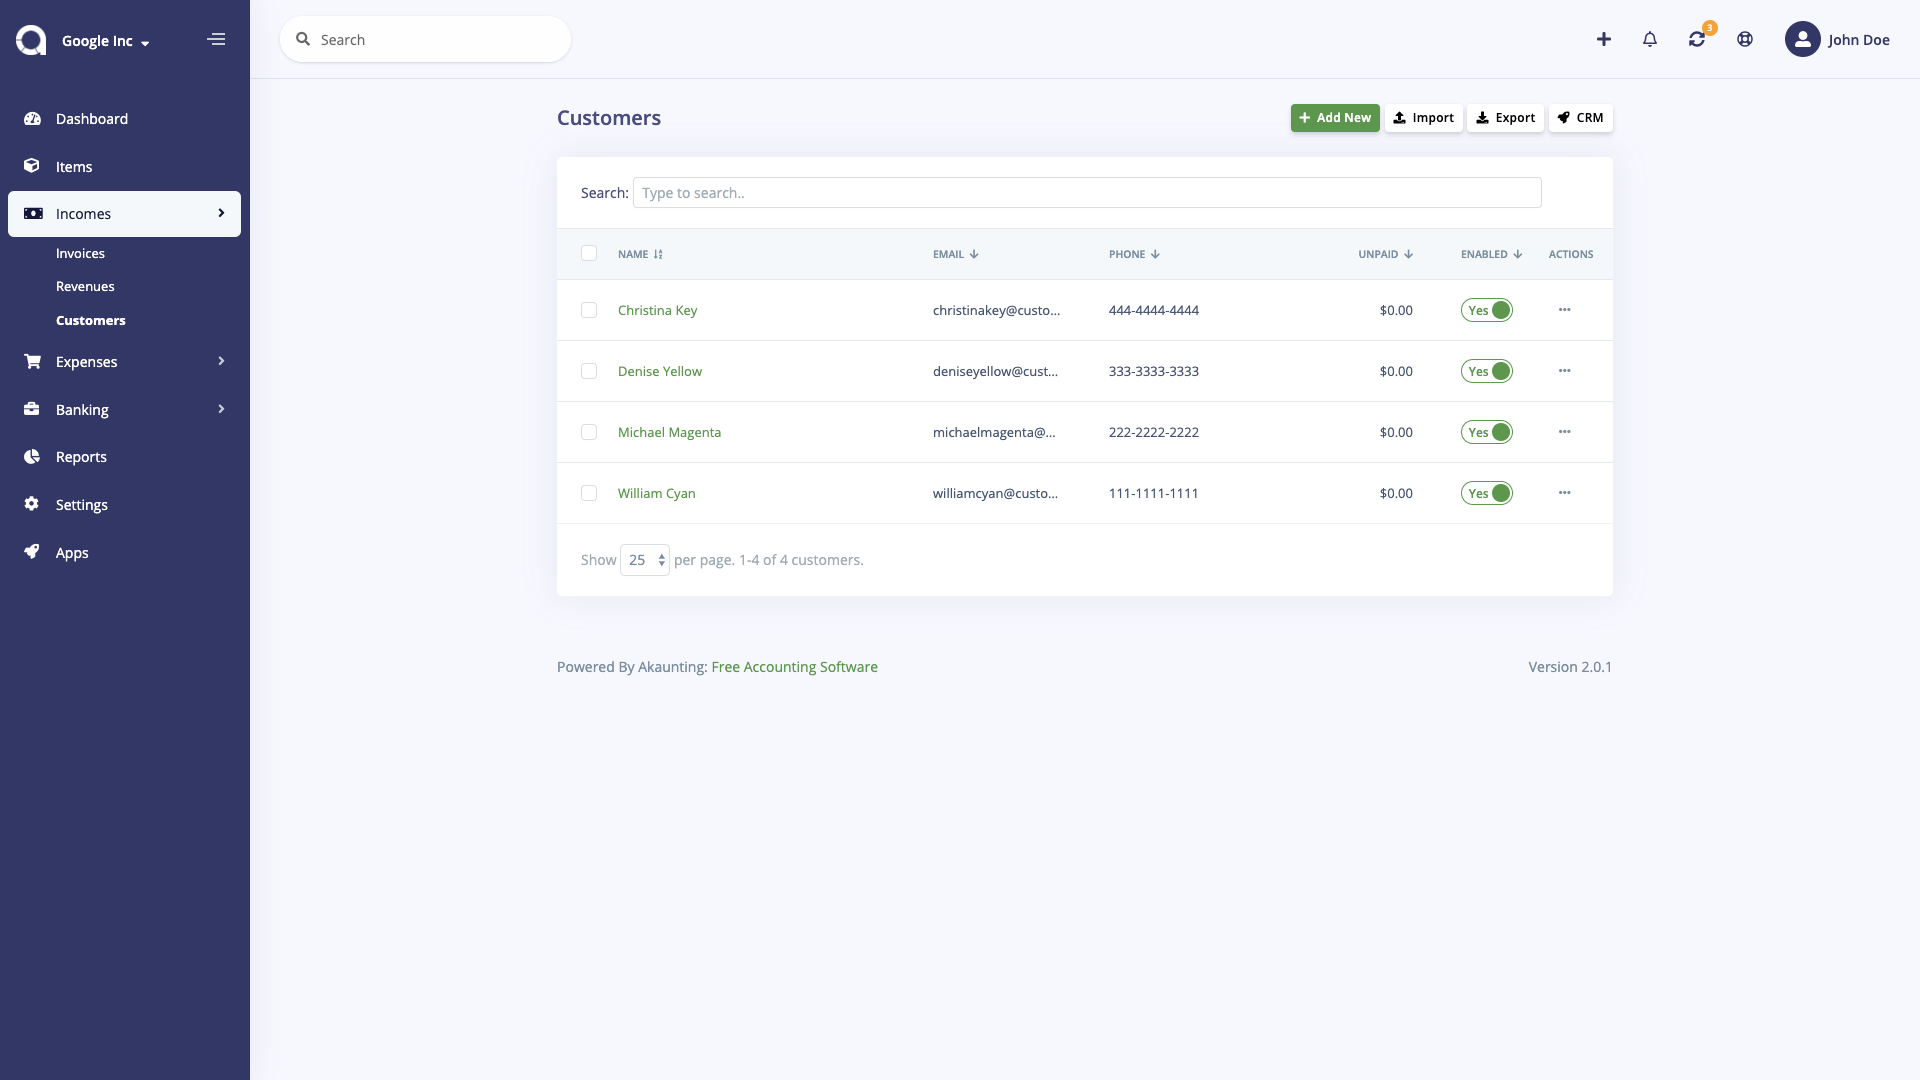 Google Inc
Search
3
John Doe
Dashboard
Items
Incomes
Invoices
Revenues
Customers
Expenses
Banking
Reports
Settings
Apps
Customers
Add New Import Export CRM
Search: Type to search..
NAME EMAIL PHONE UNPAID ENABLED ACTIONS
Christina Key christinakey@custo... 444-4444-4444 $0.00 Yes
Denise Yellow deniseyellow@cust... 333-3333-3333 $0.00 Yes
Michael Magenta michaelmagenta@... 222-2222-2222 $0.00 Yes
William Cyan williamcyan@custo... 111-1111-1111 $0.00 Yes
Show 25 per page. 1-4 of 4 customers.
Powered By Akaunting: Free Accounting Software Version 2.0.1